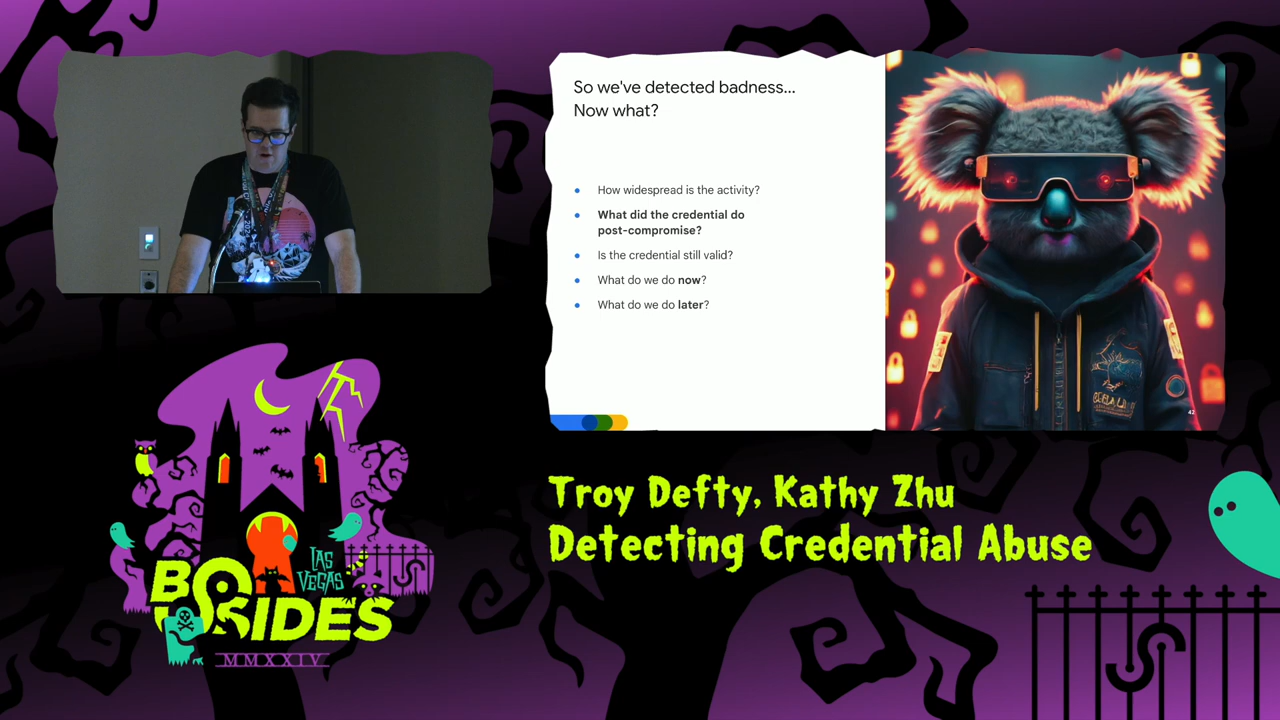 So we've detected badness...
Now what?
How widespread is the activity?
What did the credential do
post-compromise?
Is the credential still valid?
What do we do now?
What do we do later?
42
Troy Defty, Kathy Zhu
Detecting Credential Abuse
LAS
VEGAS
BSIDES
MMXXIV